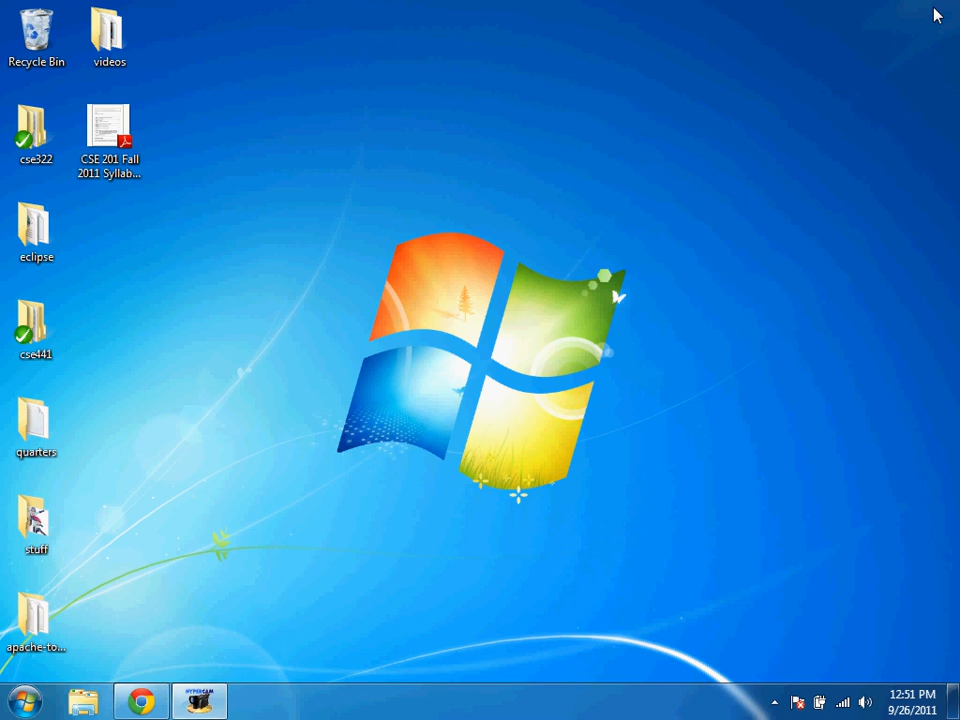 Recycle Bin
videos
cse322
CSE 201 Fall
2011 Syllab...
eclipse
cse441
quarters
stuff
apache-to...
HYPERCAM
12:51 PM
9/26/2011